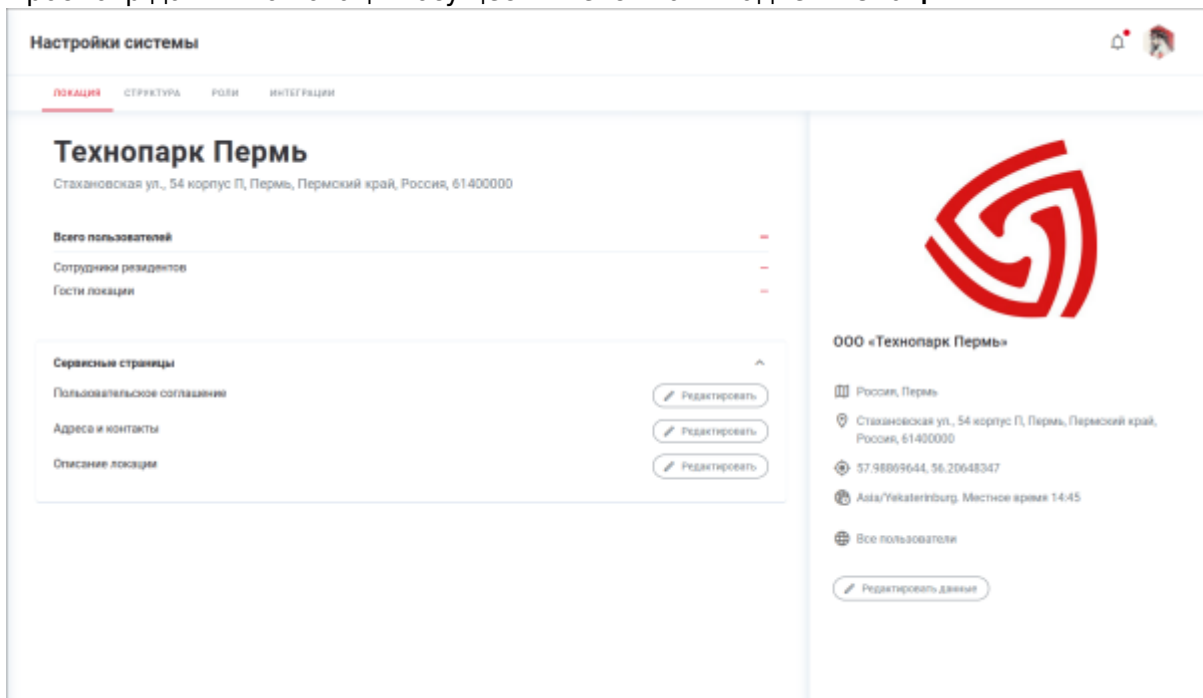 Настройки системы
ЛОКАЦИЯ СТРУКТУРА РОЛИ ИНТЕГРАЦИИ
Технопарк Пермь
Стахановская ул., 54 корпус П, Пермь, Пермский край, Россия, 61400000
Всего пользователей –
Сотрудники резидентов –
Гости локации –
Сервисные страницы
Пользовательское соглашение Редактировать
Адреса и контакты Редактировать
Описание локации Редактировать
ООО «Технопарк Пермь»
Россия, Пермь
Стахановская ул., 54 корпус П, Пермь, Пермский край,
Россия, 61400000
57.98869644, 56.20648347
Asia/Yekaterinburg. Местное время 14:45
Все пользователи
Редактировать данные